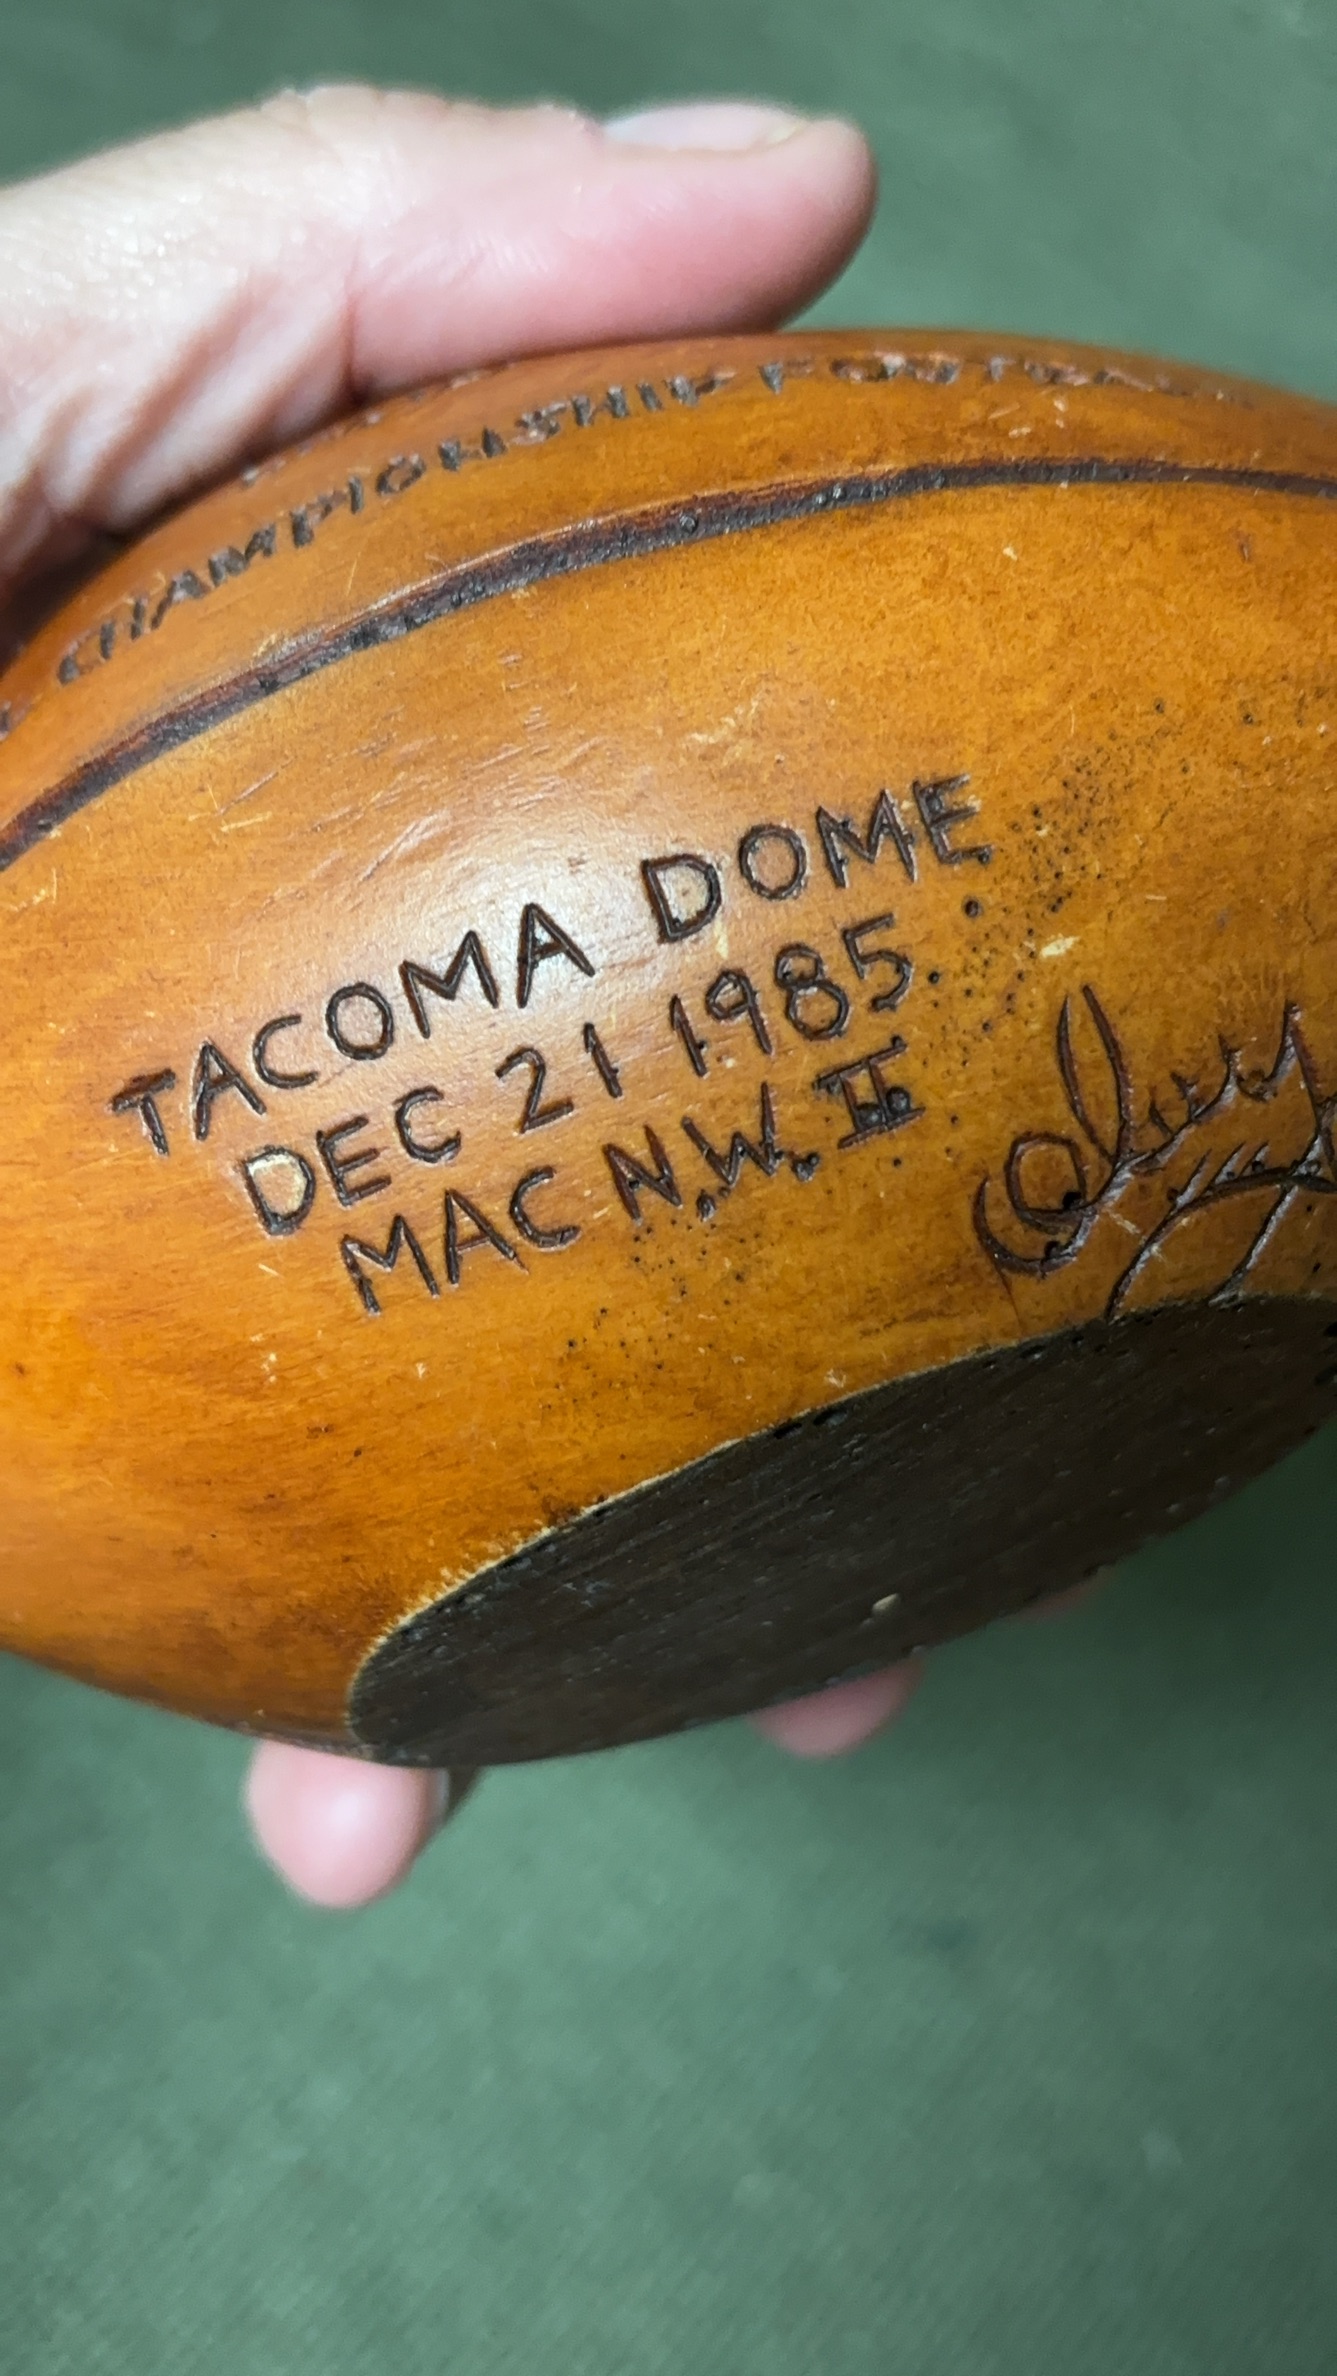 CHAMPIONSHIP FOOTBALL
TACOMA DOME
DEC 21 1985
MAC N.W. II